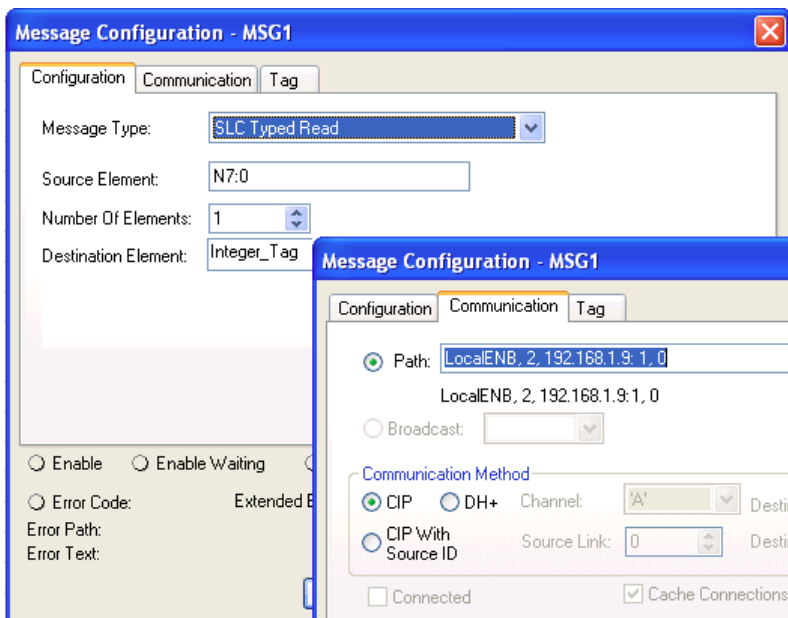 Message Configuration - MSG1
Configuration Communication Tag
Message Type: SLC Typed Read
Source Element: N7:0
Number Of Elements: 1
Destination Element: Integer_Tag
Enable Enable Waiting
Error Code: Extended E
Error Path:
Error Text:
Message Configuration - MSG1
Configuration Communication Tag
Path: LocalENB, 2, 192.168.1.9: 1, 0
LocalENB, 2, 192.168.1.9: 1, 0
Broadcast:
Communication Method
CIP DH+ Channel: 'A' Desti
CIP With Source ID Source Link: 0 Desti
Connected Cache Connections